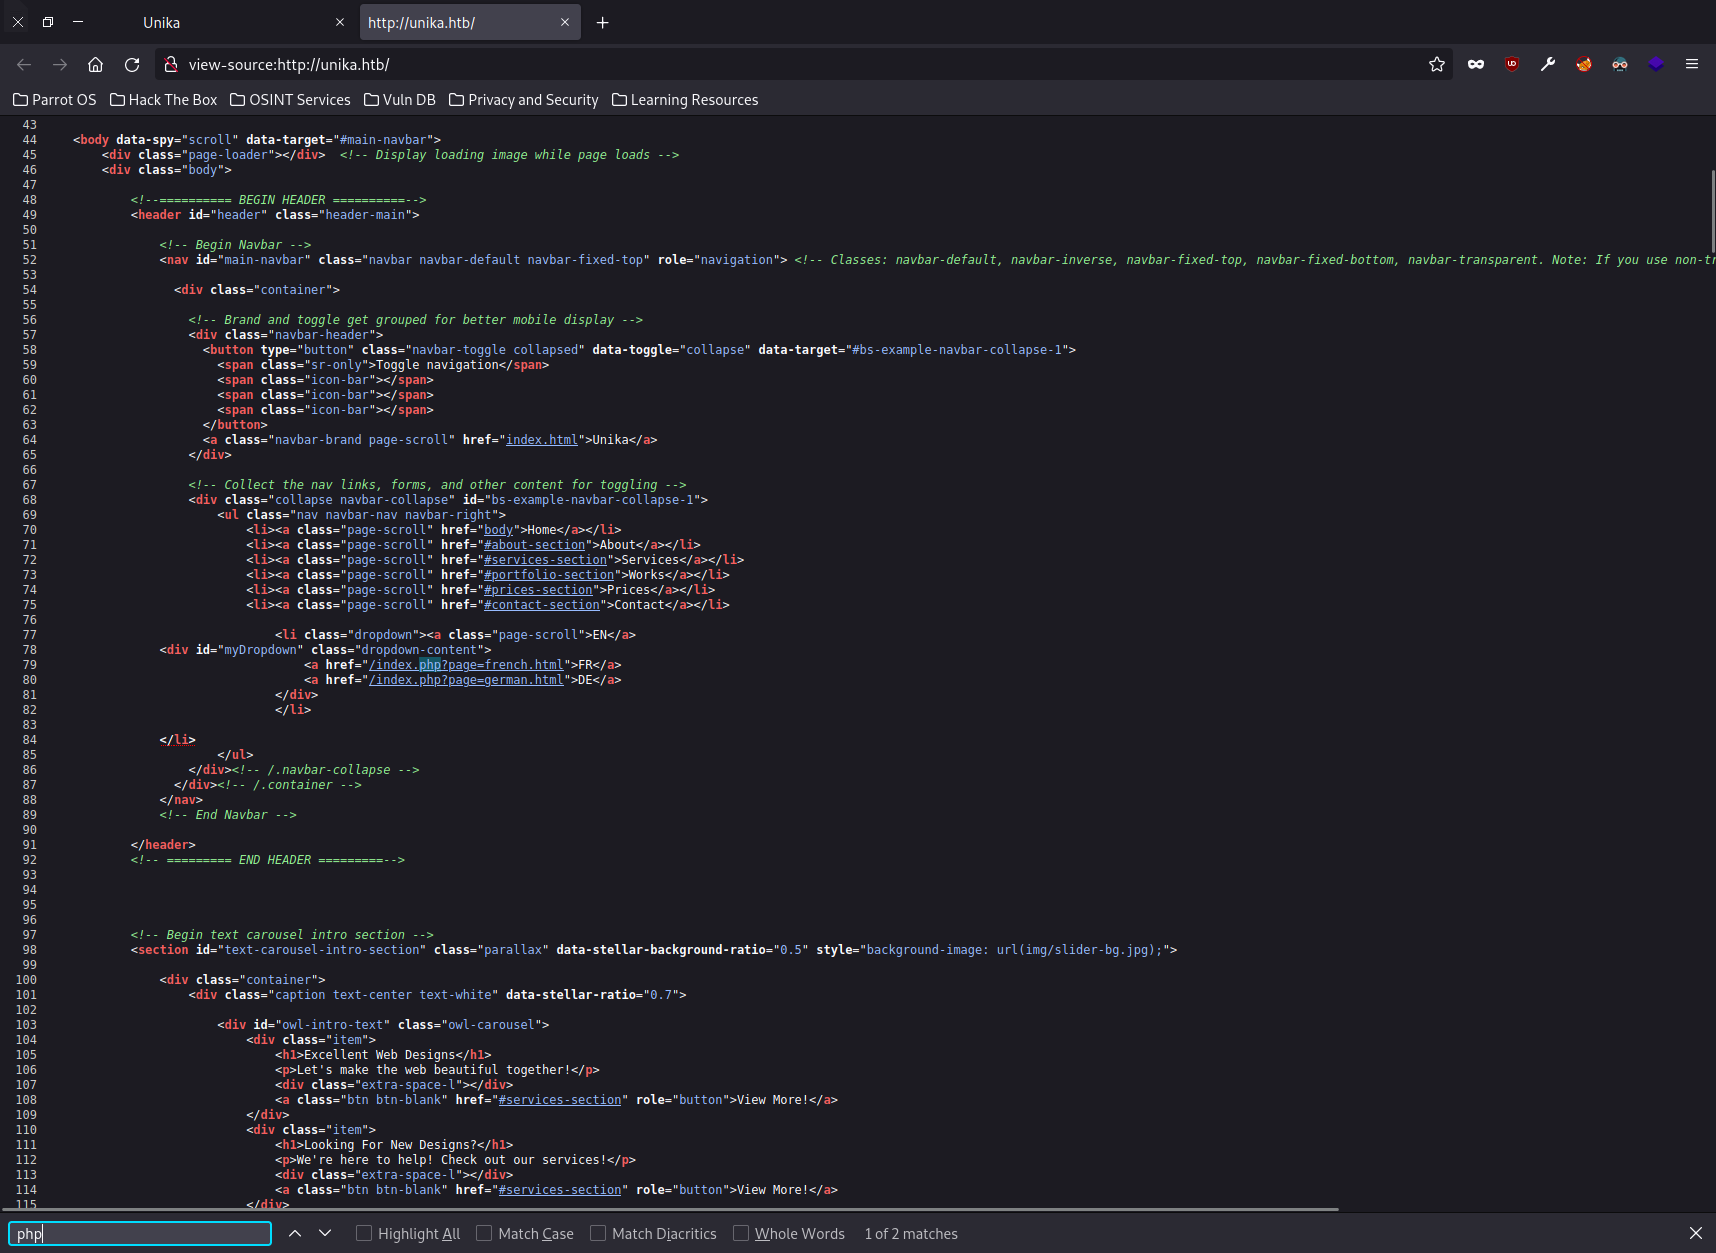 Unika
http://unika.htb/
view-source:http://unika.htb/
Parrot OS Hack The Box OSINT Services Vuln DB Privacy and Security Learning Resources
43
44 <body data-spy="scroll" data-target="#main-navbar">
45 <div class="page-loader"></div> <!-- Display loading image while page loads -->
46 <div class="body">
47
48 <!--========== BEGIN HEADER ==========-->
49 <header id="header" class="header-main">
50
51 <!-- Begin Navbar -->
52 <nav id="main-navbar" class="navbar navbar-default navbar-fixed-top" role="navigation"> <!-- Classes: navbar-default, navbar-inverse, navbar-fixed-top, navbar-fixed-bottom, navbar-transparent. Note: If you use non-tr
53
54 <div class="container">
55
56 <!-- Brand and toggle get grouped for better mobile display -->
57 <div class="navbar-header">
58 <button type="button" class="navbar-toggle collapsed" data-toggle="collapse" data-target="#bs-example-navbar-collapse-1">
59 <span class="sr-only">Toggle navigation</span>
60 <span class="icon-bar"></span>
61 <span class="icon-bar"></span>
62 <span class="icon-bar"></span>
63 </button>
64 <a class="navbar-brand page-scroll" href="index.html">Unika</a>
65 </div>
66
67 <!-- Collect the nav links, forms, and other content for toggling -->
68 <div class="collapse navbar-collapse" id="bs-example-navbar-collapse-1">
69 <ul class="nav navbar-nav navbar-right">
70 <li><a class="page-scroll" href="body">Home</a></li>
71 <li><a class="page-scroll" href="#about-section">About</a></li>
72 <li><a class="page-scroll" href="#services-section">Services</a></li>
73 <li><a class="page-scroll" href="#portfolio-section">Works</a></li>
74 <li><a class="page-scroll" href="#prices-section">Prices</a></li>
75 <li><a class="page-scroll" href="#contact-section">Contact</a></li>
76
77 <li class="dropdown"><a class="page-scroll">EN</a>
78 <div id="myDropdown" class="dropdown-content">
79 <a href="/index.php?page=french.html">FR</a>
80 <a href="/index.php?page=german.html">DE</a>
81 </div>
82 </li>
83
84 </li>
85 </ul>
86 </div><!-- /.navbar-collapse -->
87 </div><!-- /.container -->
88 </nav>
89 <!-- End Navbar -->
90
91 </header>
92 <!-- ========= END HEADER =========-->
93
94
95
96
97 <!-- Begin text carousel intro section -->
98 <section id="text-carousel-intro-section" class="parallax" data-stellar-background-ratio="0.5" style="background-image: url(img/slider-bg.jpg);">
99
100 <div class="container">
101 <div class="caption text-center text-white" data-stellar-ratio="0.7">
102
103 <div id="owl-intro-text" class="owl-carousel">
104 <div class="item">
105 <h1>Excellent Web Designs</h1>
106 <p>Let's make the web beautiful together!</p>
107 <div class="extra-space-l"></div>
108 <a class="btn btn-blank" href="#services-section" role="button">View More!</a>
109 </div>
110 <div class="item">
111 <h1>Looking For New Designs?</h1>
112 <p>We're here to help! Check out our services!</p>
113 <div class="extra-space-l"></div>
114 <a class="btn btn-blank" href="#services-section" role="button">View More!</a>
115 </div>
php Highlight All Match Case Match Diacritics Whole Words 1 of 2 matches